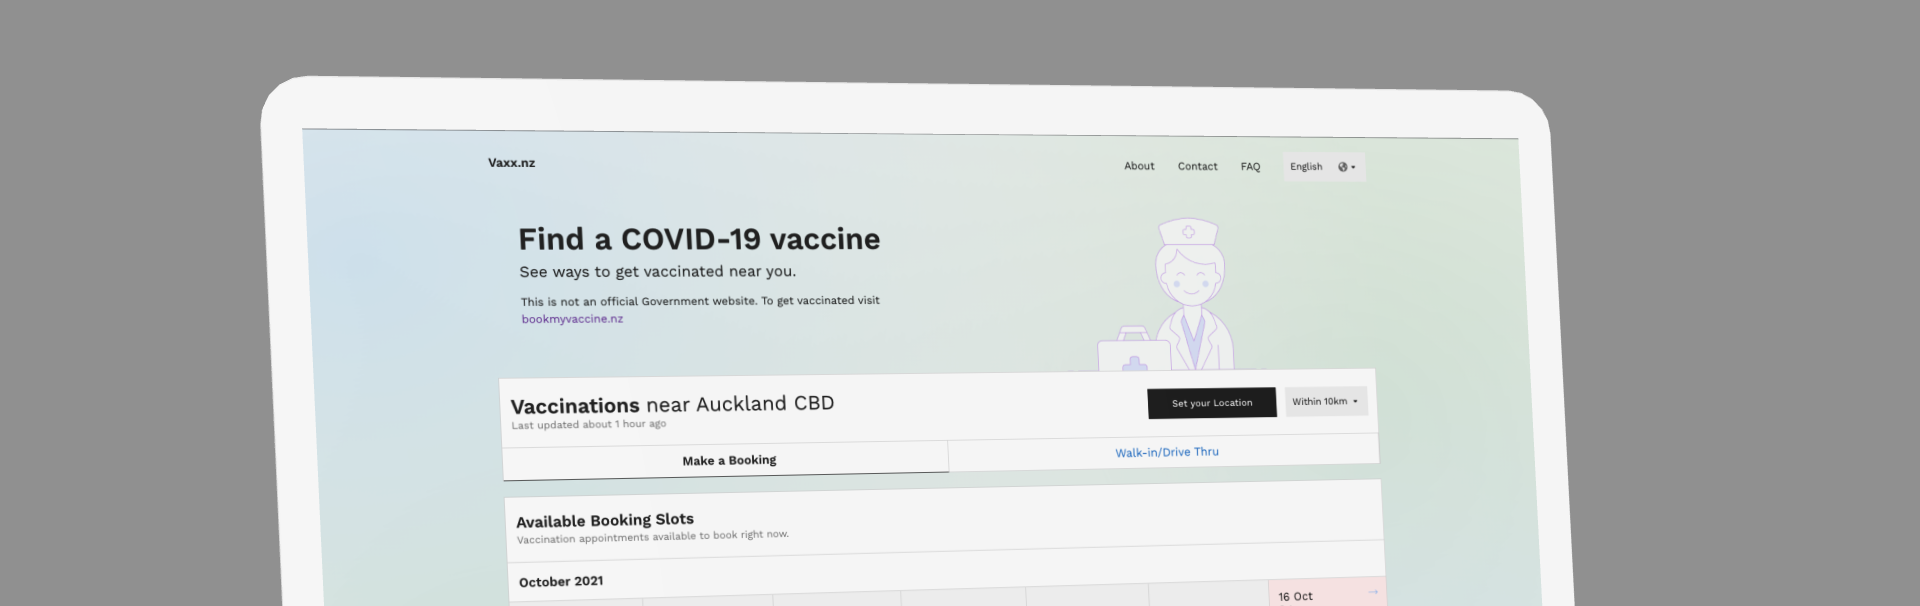 Vaxx.nz
About Contact FAQ English
Find a COVID-19 vaccine
See ways to get vaccinated near you.
This is not an official Government website. To get vaccinated visit
bookmyvaccine.nz
Vaccinations near Auckland CBD
Last updated about 1 hour ago
Set your Location
Within 10km
Make a Booking
Walk-in/Drive Thru
Available Booking Slots
Vaccination appointments available to book right now.
October 2021
16 Oct